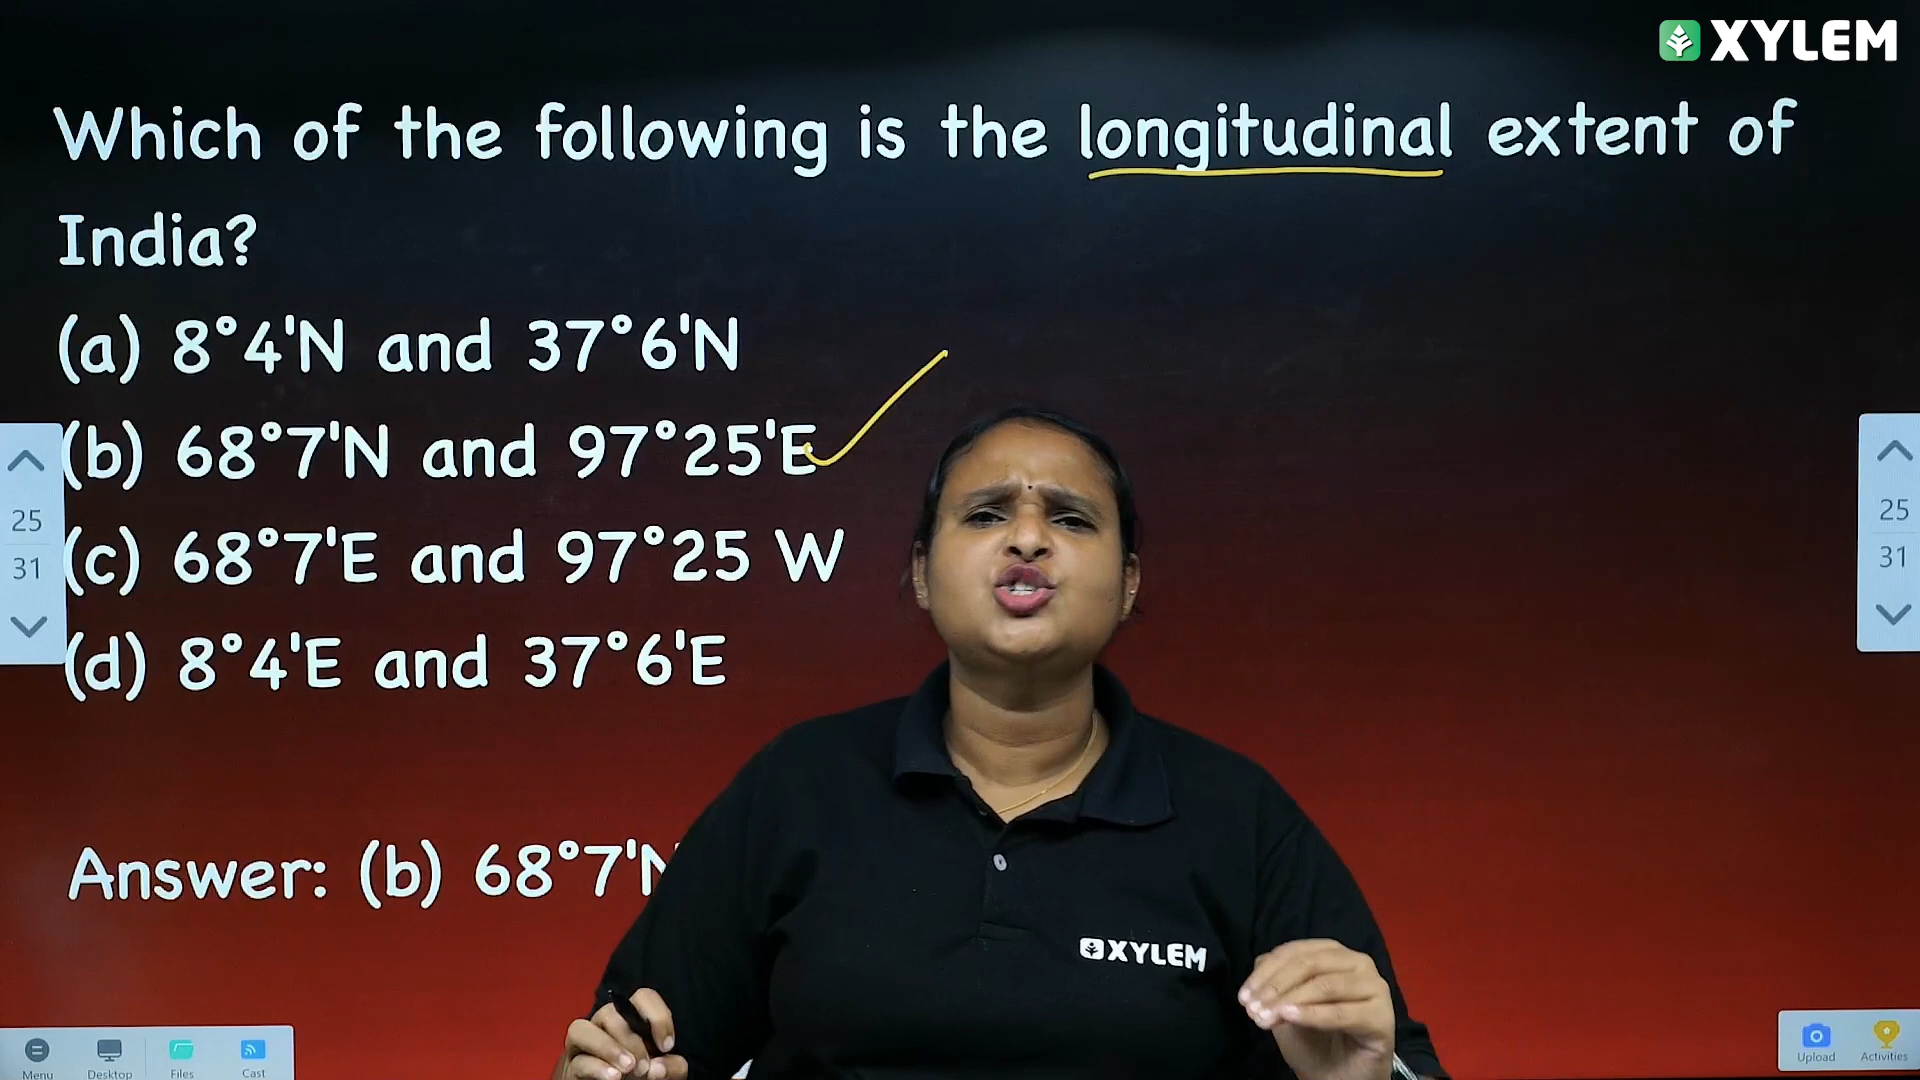 XYLEM
Which of the following is the longitudinal extent of
India?
(a) 8°4'N and 37°6'N
(b) 68°7'N and 97°25'E
(c) 68°7'E and 97°25 W
(d) 8°4'E and 37°6'E
25
31
25
31
Answer: (b) 68°7'N
XYLEM
Menu
Desktop
Files
Cast
Upload
Activities